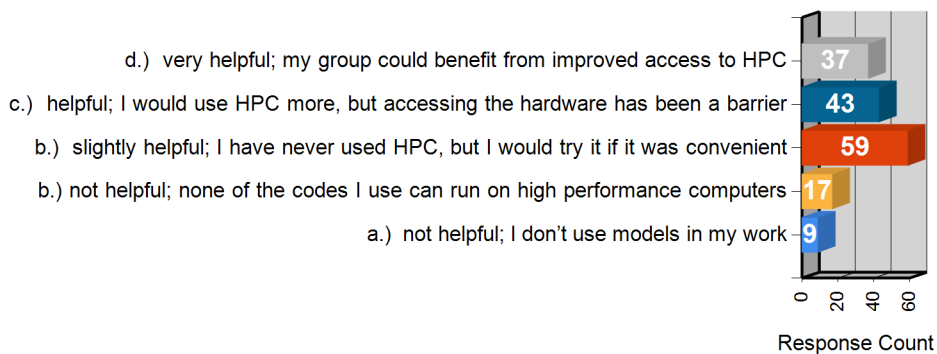 d.) very helpful; my group could benefit from improved access to HPC
37
c.) helpful; I would use HPC more, but accessing the hardware has been a barrier
43
b.) slightly helpful; I have never used HPC, but I would try it if it was convenient
59
b.) not helpful; none of the codes I use can run on high performance computers
17
a.) not helpful; I don’t use models in my work
9
0
20
40
60
Response Count